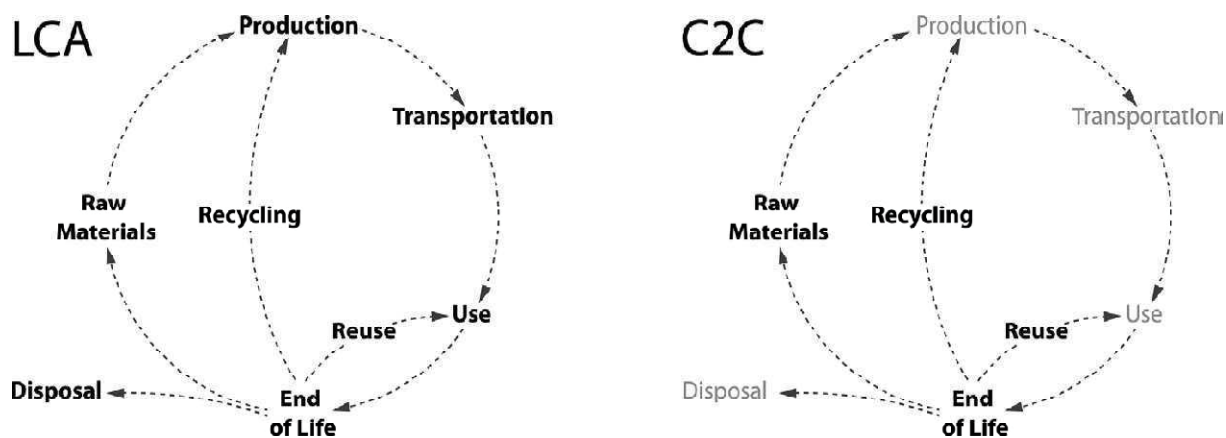 LCA
Production
Transportation
Raw
Materials
Recycling
Reuse
Use
Disposal
End
of Life
C2C
Production
Transportation
Raw
Materials
Recycling
Reuse
Use
Disposal
End
of Life